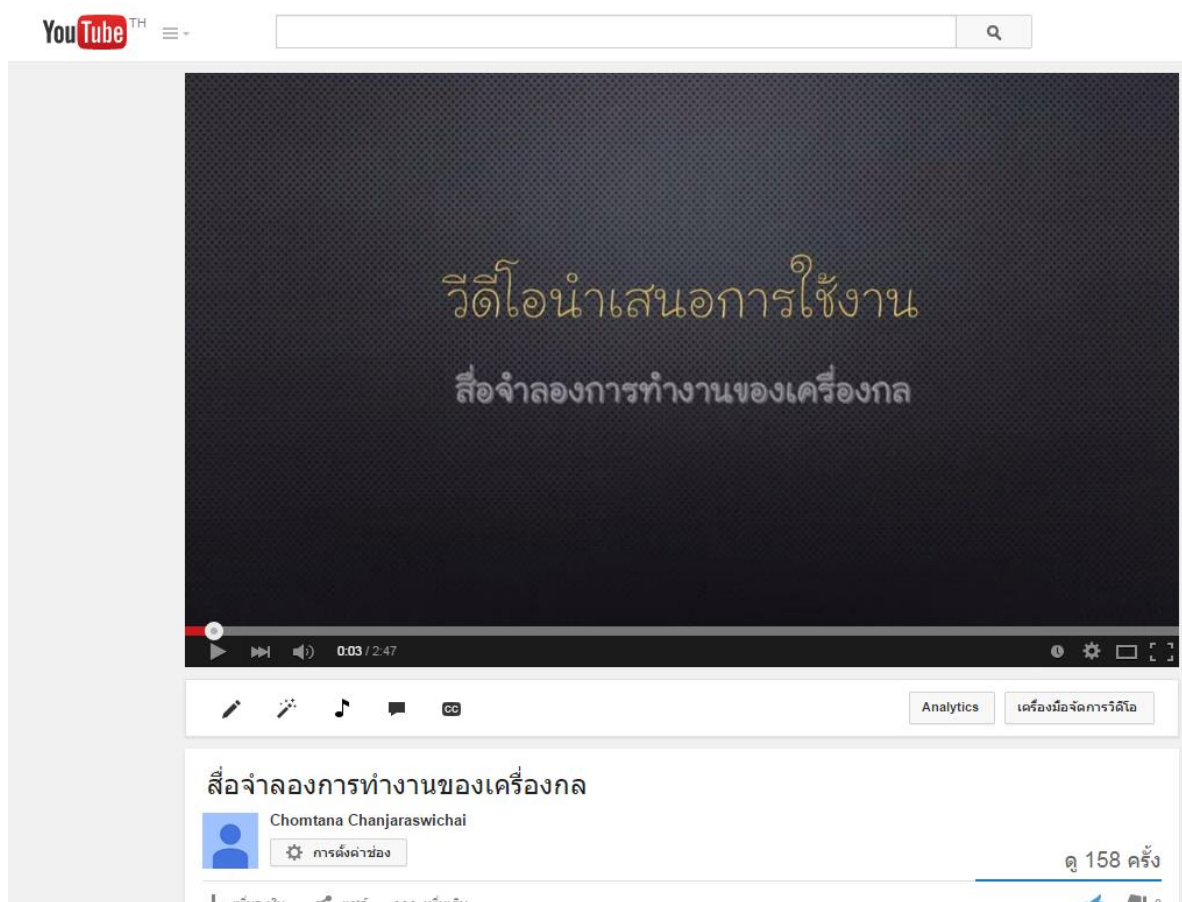 YouTube TH
วีดีโอนำเสนอการใช้งาน
สื่อจำลองการทำงานของเครื่องกล
0:03 / 2:47
CC
Analytics เครื่องมือจัดการวิดีโอ
สื่อจำลองการทำงานของเครื่องกล
Chomtana Chanjaraswichai
การตั้งค่าช่อง
ดู 158 ครั้ง